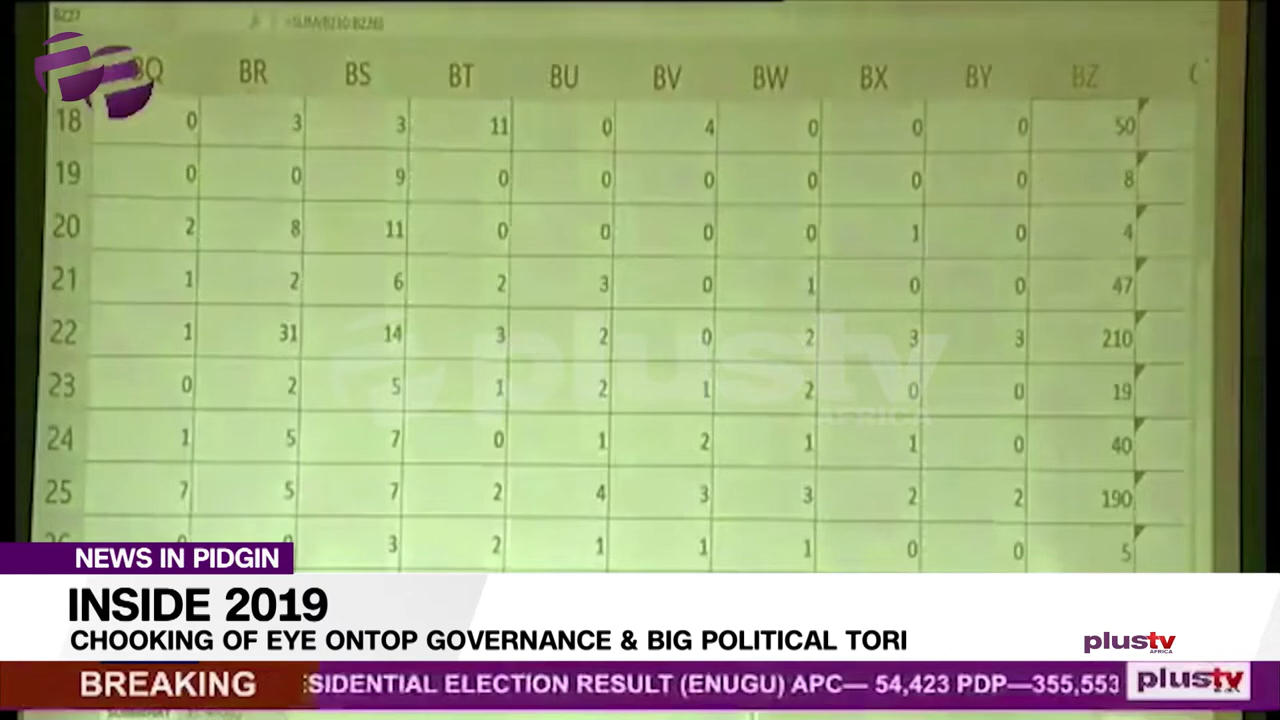 BZ27
BQ BR BS BT BU BV BW BX BY BZ
18 0 3 3 11 0 4 0 0 0 50
19 0 0 9 0 0 0 0 0 0 8
20 2 8 11 0 0 0 0 1 0 4
21 1 2 6 2 3 0 1 0 0 47
22 1 31 14 3 2 0 2 3 3 210
23 0 2 5 1 2 1 2 0 0 19
24 1 5 7 0 1 2 1 1 0 40
25 7 5 7 2 4 3 3 2 2 190
3 2 1 1 1 0 0 5
plustv
AFRICA
NEWS IN PIDGIN
INSIDE 2019
CHOOKING OF EYE ONTOP GOVERNANCE & BIG POLITICAL TORI
plustv
AFRICA
BREAKING SIDENTIAL ELECTION RESULT (ENUGU) APC— 54,423 PDP—355,553 plustv